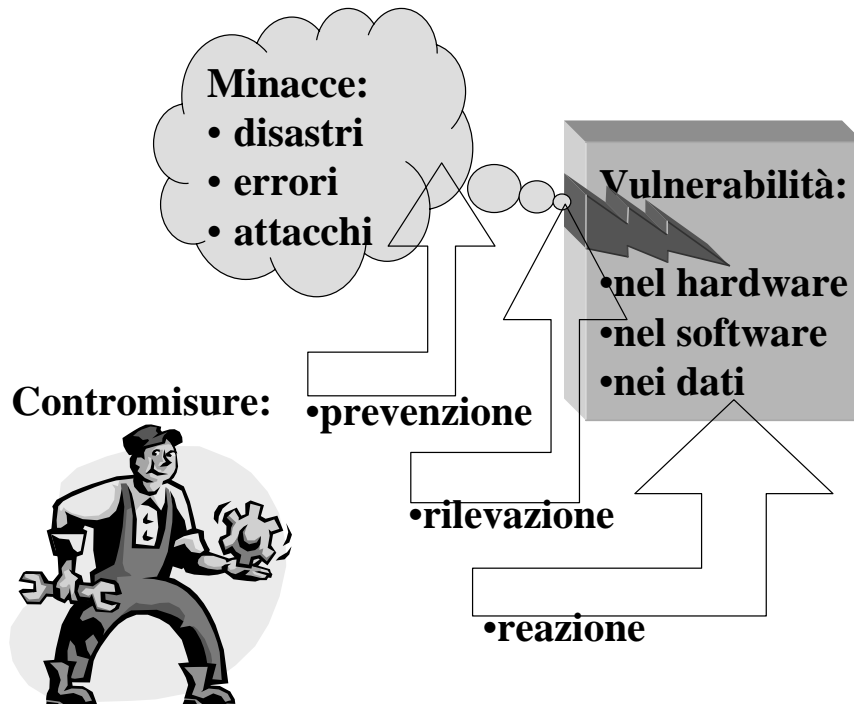 Minacce:
• disastri
• errori
• attacchi
Vulnerabilità:
•nel hardware
•nel software
•nei dati
Contromisure:
•prevenzione
•rilevazione
•reazione